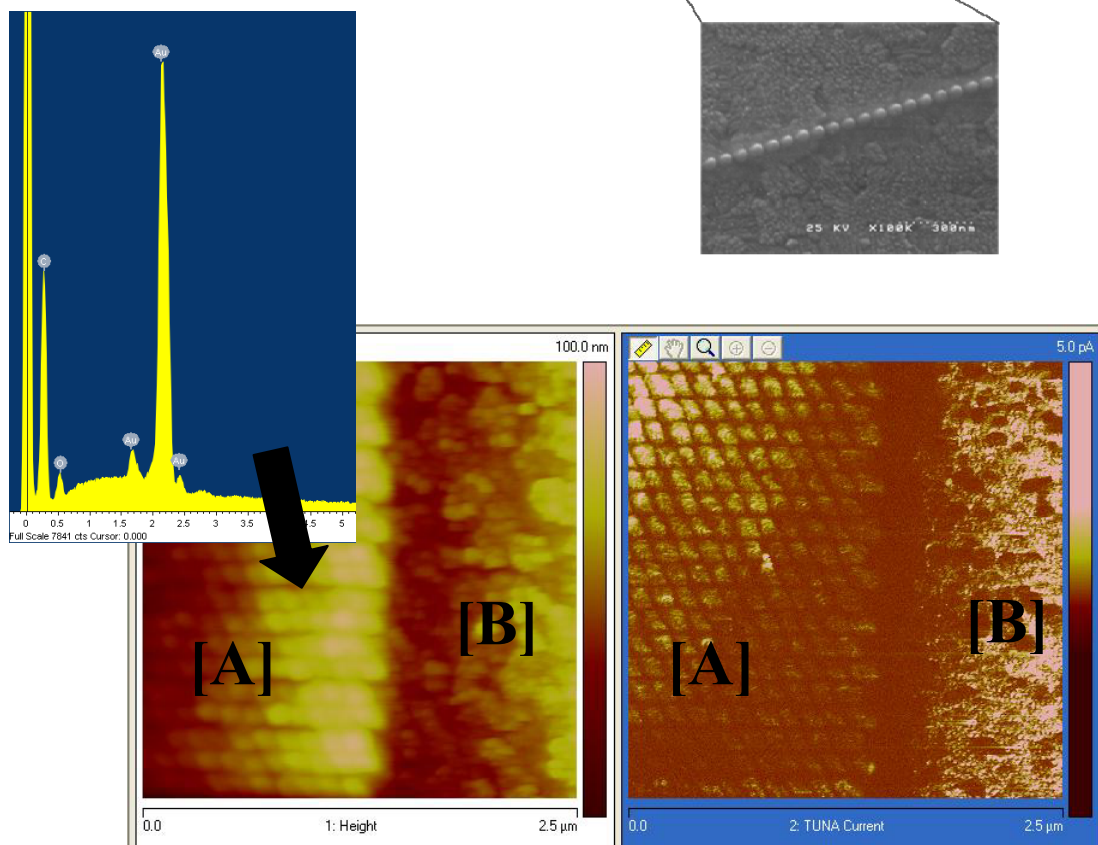 Au
C
Au
Au
O
0 0.5 1 1.5 2 2.5 3 3.5 4 4.5 5
Full Scale 7841 cts Cursor: 0.000
25 KV X100K 300nm
100.0 nm
5.0 pA
[A]
[B]
[A]
[B]
0.0 1: Height 2.5 µm
0.0 2: TUNA Current 2.5 µm